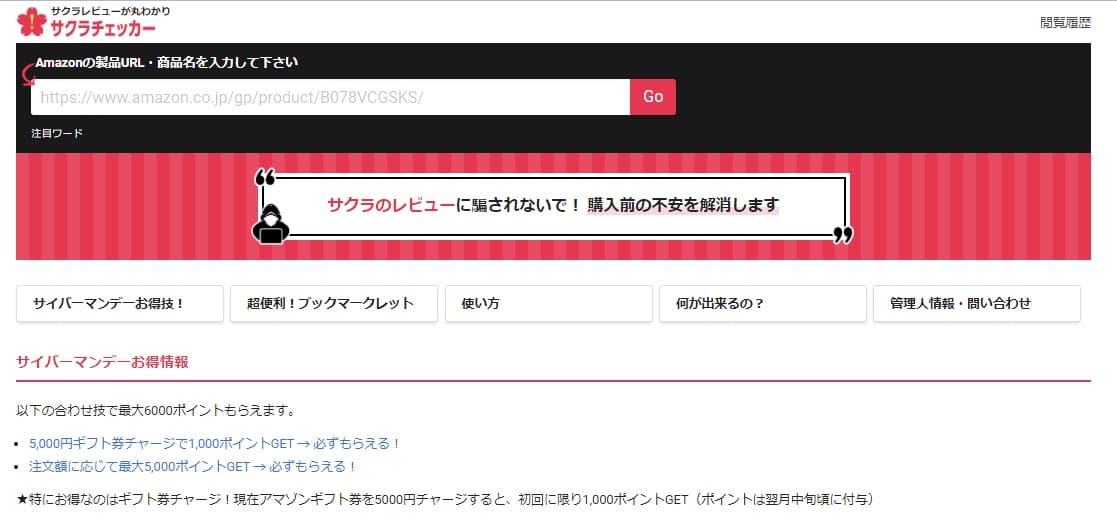 サクラレビューが丸わかり
サクラチェッカー
閲覧履歴
Amazonの製品URL・商品名を入力して下さい
https://www.amazon.co.jp/gp/product/B078VCGSKS/
Go
注目ワード
サクラのレビューに騙されないで！購入前の不安を解消します
サイバーマンデーお得技！
超便利！ブックマークレット
使い方
何が出来るの？
管理人情報・問い合わせ
サイバーマンデーお得情報
以下の合わせ技で最大6000ポイントもらえます。
5,000円ギフト券チャージで1,000ポイントGET→必ずもらえる！
注文額に応じて最大5,000ポイントGET→必ずもらえる！
★特にお得なのはギフト券チャージ！現在アマゾンギフト券を5000円チャージすると、初回に限り1,000ポイントGET（ポイントは翌月中旬頃に付与）